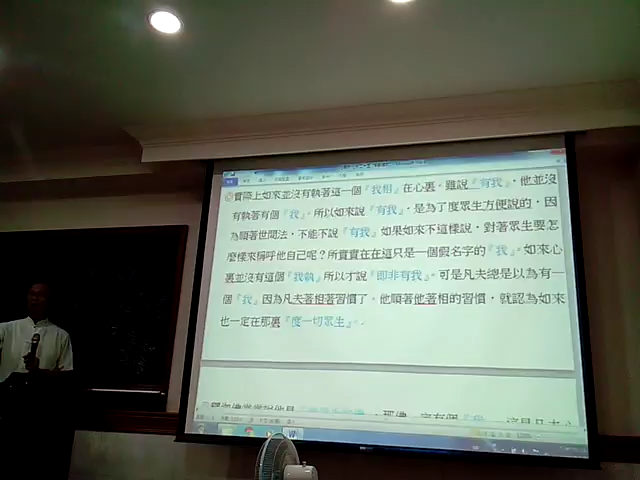 實際上如來並沒有執著這一個『我相』在心裏。雖說『有我』,他並沒
有執著有個『我』。所以如來說『有我』,是為了度眾生方便說的,因
為順著世間法,不能不說『有我』如果如來不這樣說,對著眾生要怎
麼樣來稱呼他自己呢?所實實在在這只是一個假名字的『我』。如來心
裏並沒有這個『我執』所以才說『即非有我』。可是凡夫總是以為有一
個『我』因為凡夫著相著習慣了。他順著他著相的習慣,就認為如來
也一定在那裏『度一切眾生』。